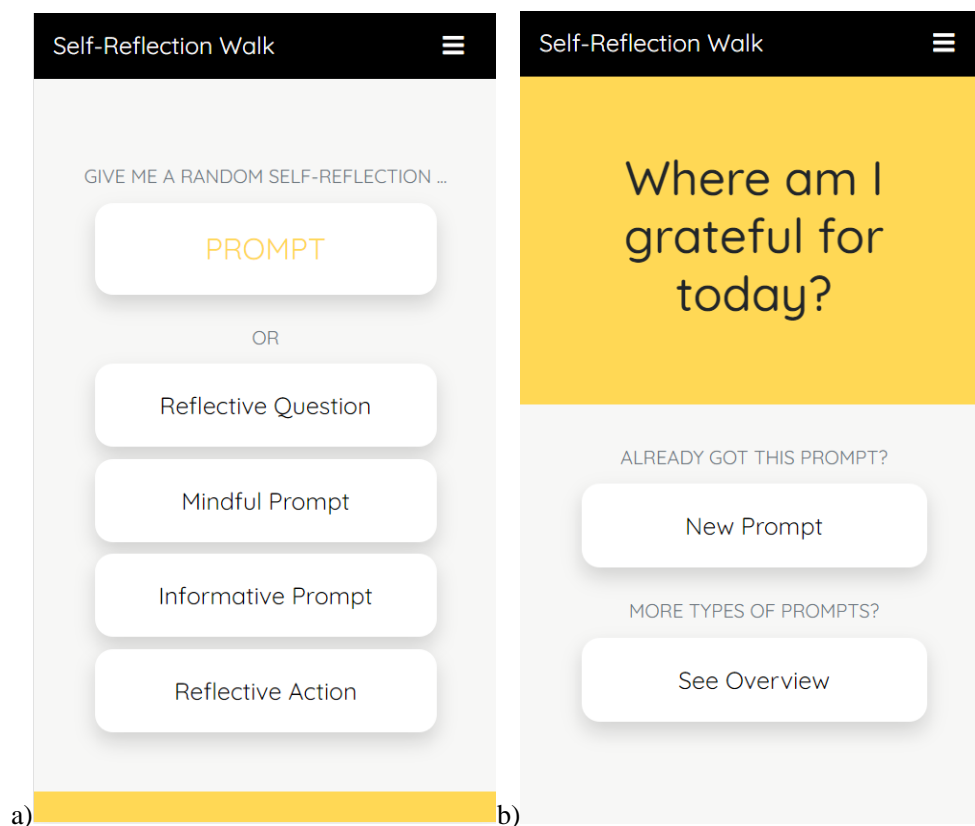 Self-Reflection Walk
GIVE ME A RANDOM SELF-REFLECTION ...
PROMPT
OR
Reflective Question
Mindful Prompt
Informative Prompt
Reflective Action
a)
Self-Reflection Walk
Where am I
grateful for
today?
ALREADY GOT THIS PROMPT?
New Prompt
MORE TYPES OF PROMPTS?
See Overview
b)